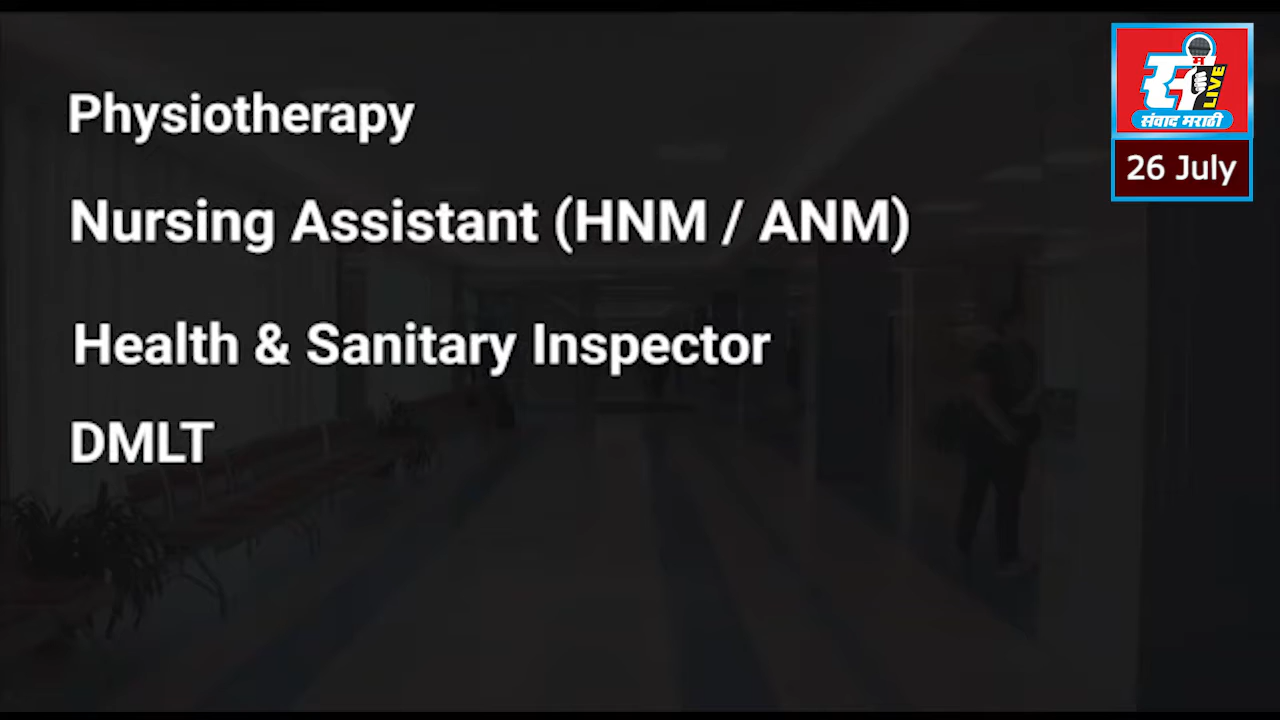 Physiotherapy
Nursing Assistant (HNM / ANM)
Health & Sanitary Inspector
DMLT
स
म
LIVE
संवाद मराठी
26 July